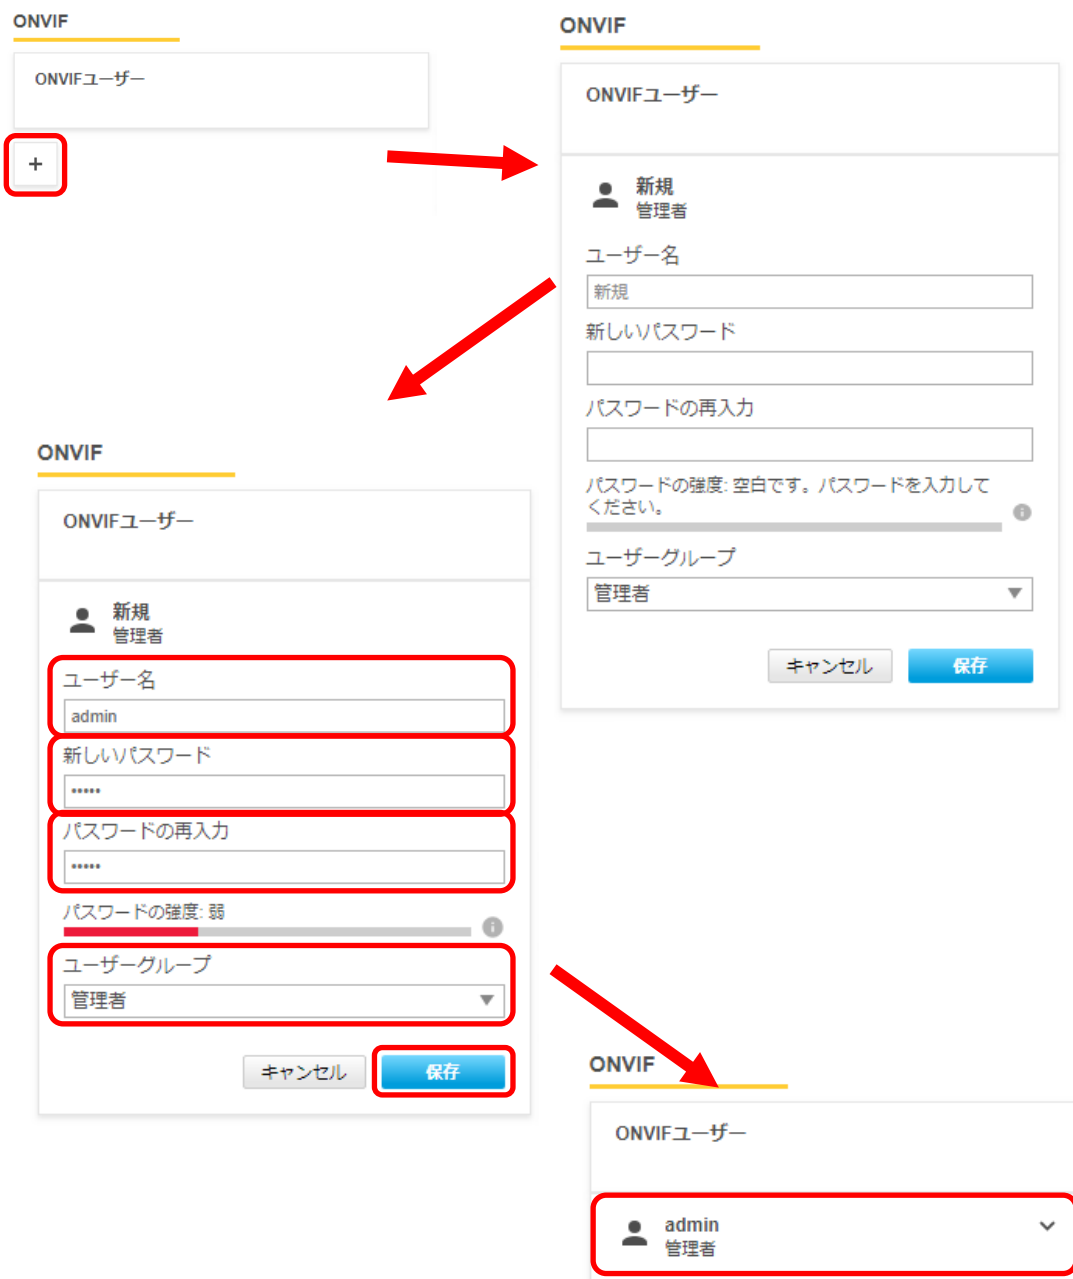 ONVIF
ONVIFユーザー
+
ONVIF
ONVIFユーザー
新規
管理者
ユーザー名
新規
新しいパスワード
パスワードの再入力
パスワードの強度: 空白です。パスワードを入力して
ください。
ユーザーグループ
管理者
キャンセル
保存
ONVIF
ONVIFユーザー
新規
管理者
ユーザー名
admin
新しいパスワード
•••••
パスワードの再入力
•••••
パスワードの強度: 弱
ユーザーグループ
管理者
キャンセル
保存
ONVIF
ONVIFユーザー
admin
管理者